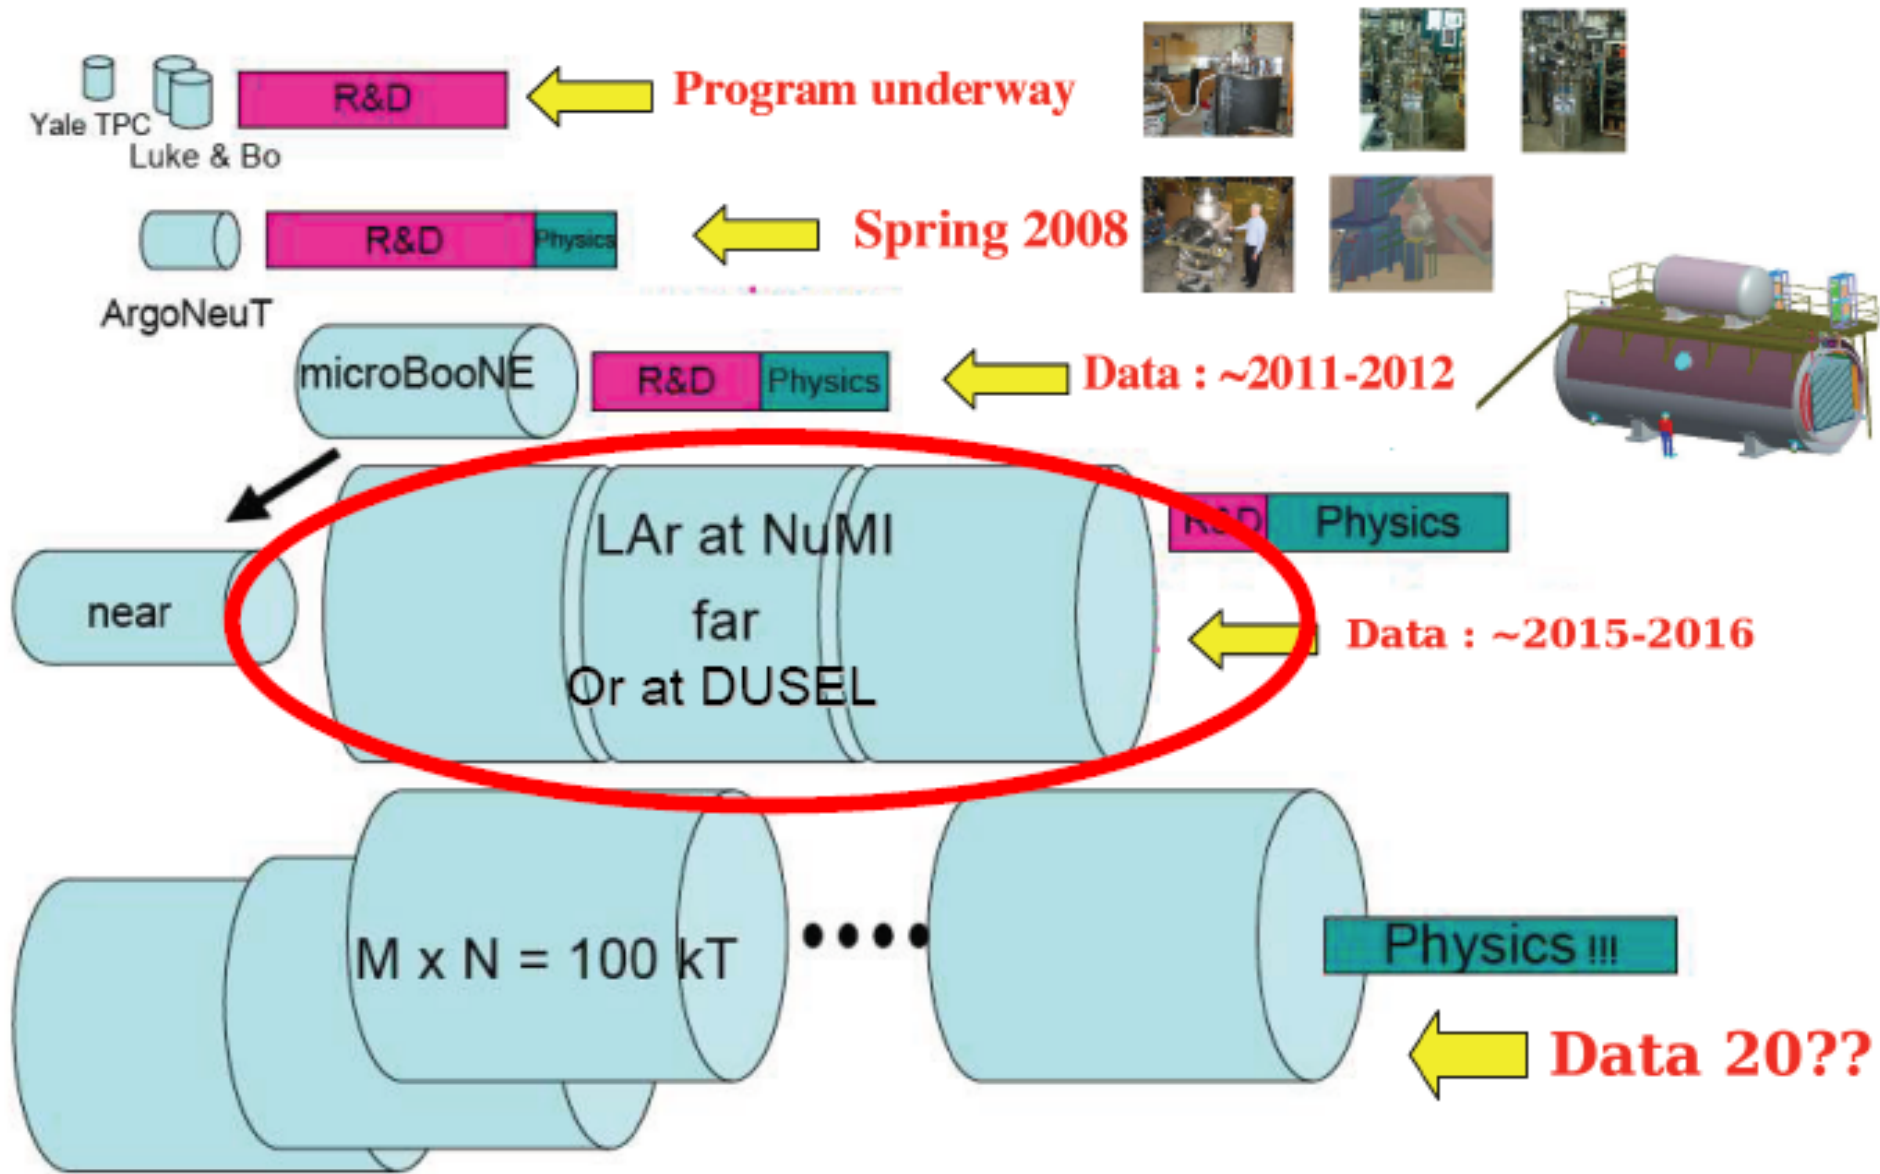 Yale TPC
Luke & Bo
R&D
Program underway
ArgoNeuT
R&D
Physics
Spring 2008
microBooNE
R&D
Physics
Data : ~2011-2012
near
LAr at NuMI
far
Or at DUSEL
R&D
Physics
Data : ~2015-2016
M x N = 100 kT
Physics !!!
Data 20??